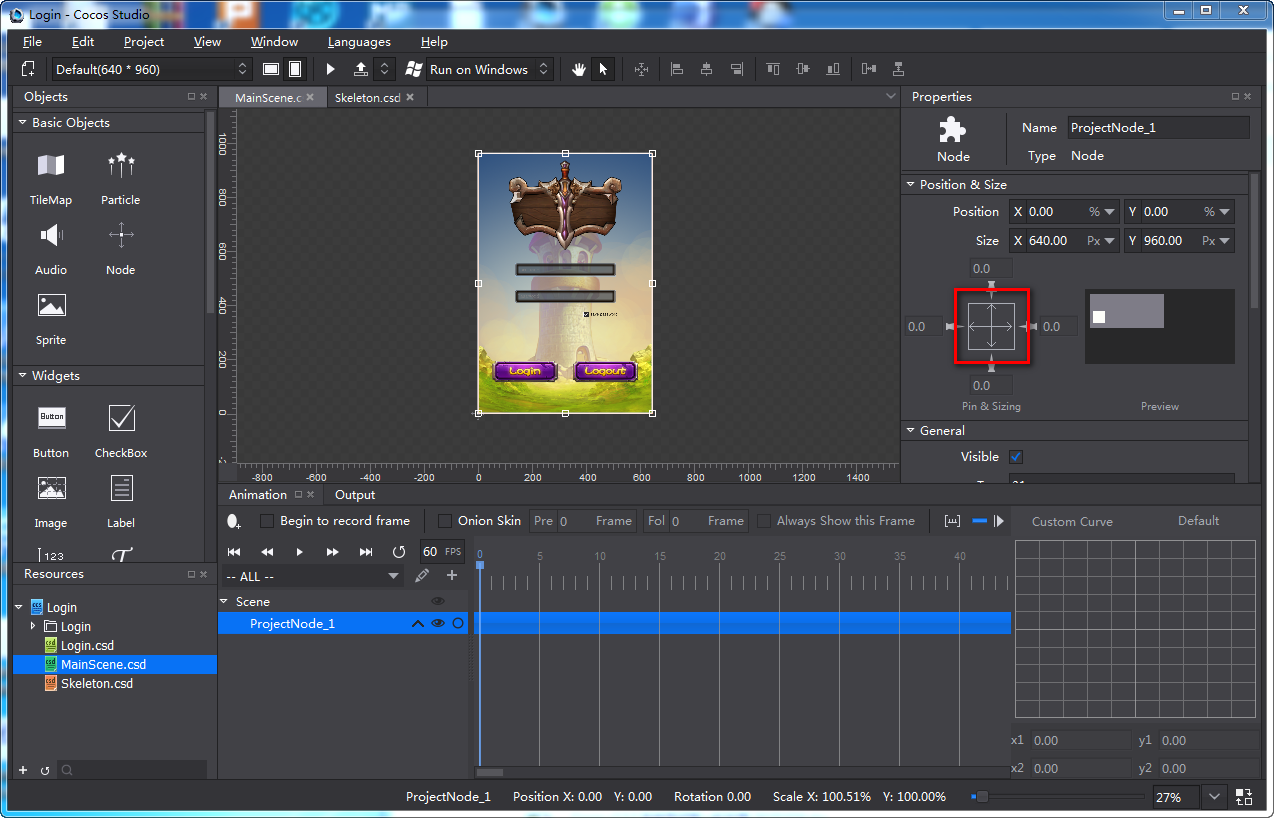 Login - Cocos Studio
File Edit Project View Window Languages Help
Default(640 * 960) Run on Windows
Objects
Basic Objects
TileMap Particle
Audio Node
Sprite
Widgets
Button
Button CheckBox
Image Label
123 T
Resources
Login
Login
Login.csd
MainScene.csd
Skeleton.csd
MainScene.c Skeleton.csd
1000
800
600
400
200
0
Login Logout
-800 -600 -400 -200 0 200 400 600 800 1000 1200 1400
Properties
Node
Name ProjectNode_1
Type Node
Position & Size
Position X 0.00 % Y 0.00 %
Size X 640.00 Px Y 960.00 Px
0.0
0.0 0.0
0.0
Pin & Sizing Preview
General
Visible
Animation Output
Begin to record frame Onion Skin Pre 0 Frame Fol 0 Frame Always Show this Frame
60 FPS
-- ALL --
0 5 10 15 20 25 30 35 40
Scene
ProjectNode_1
Custom Curve Default
x1 0.00 y1 0.00
x2 0.00 y2 0.00
ProjectNode_1 Position X: 0.00 Y: 0.00 Rotation 0.00 Scale X: 100.51% Y: 100.00% 27%